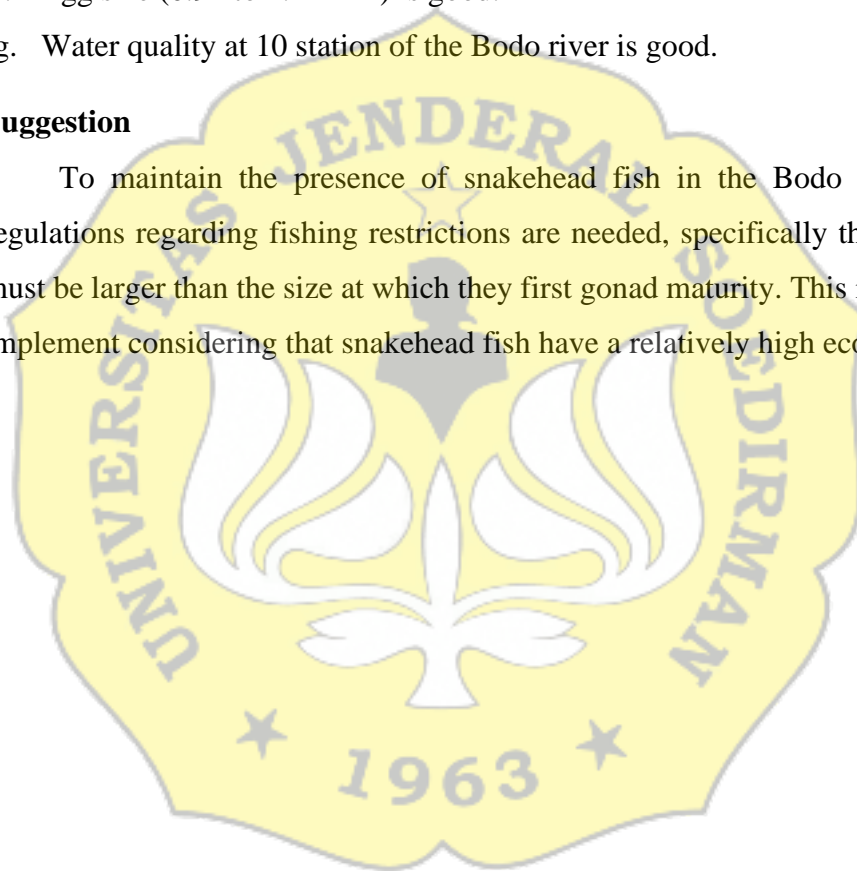 g. Water quality at 10 station of the Bodo river is good.
uggestion
To maintain the presence of snakehead fish in the Bodo
egulations regarding fishing restrictions are needed, specifically th
ust be larger than the size at which they first gonad maturity. This
mplement considering that snakehead fish have a relatively high eco
UNIVERSITAS JENDERAL SOEDIRMAN
1963